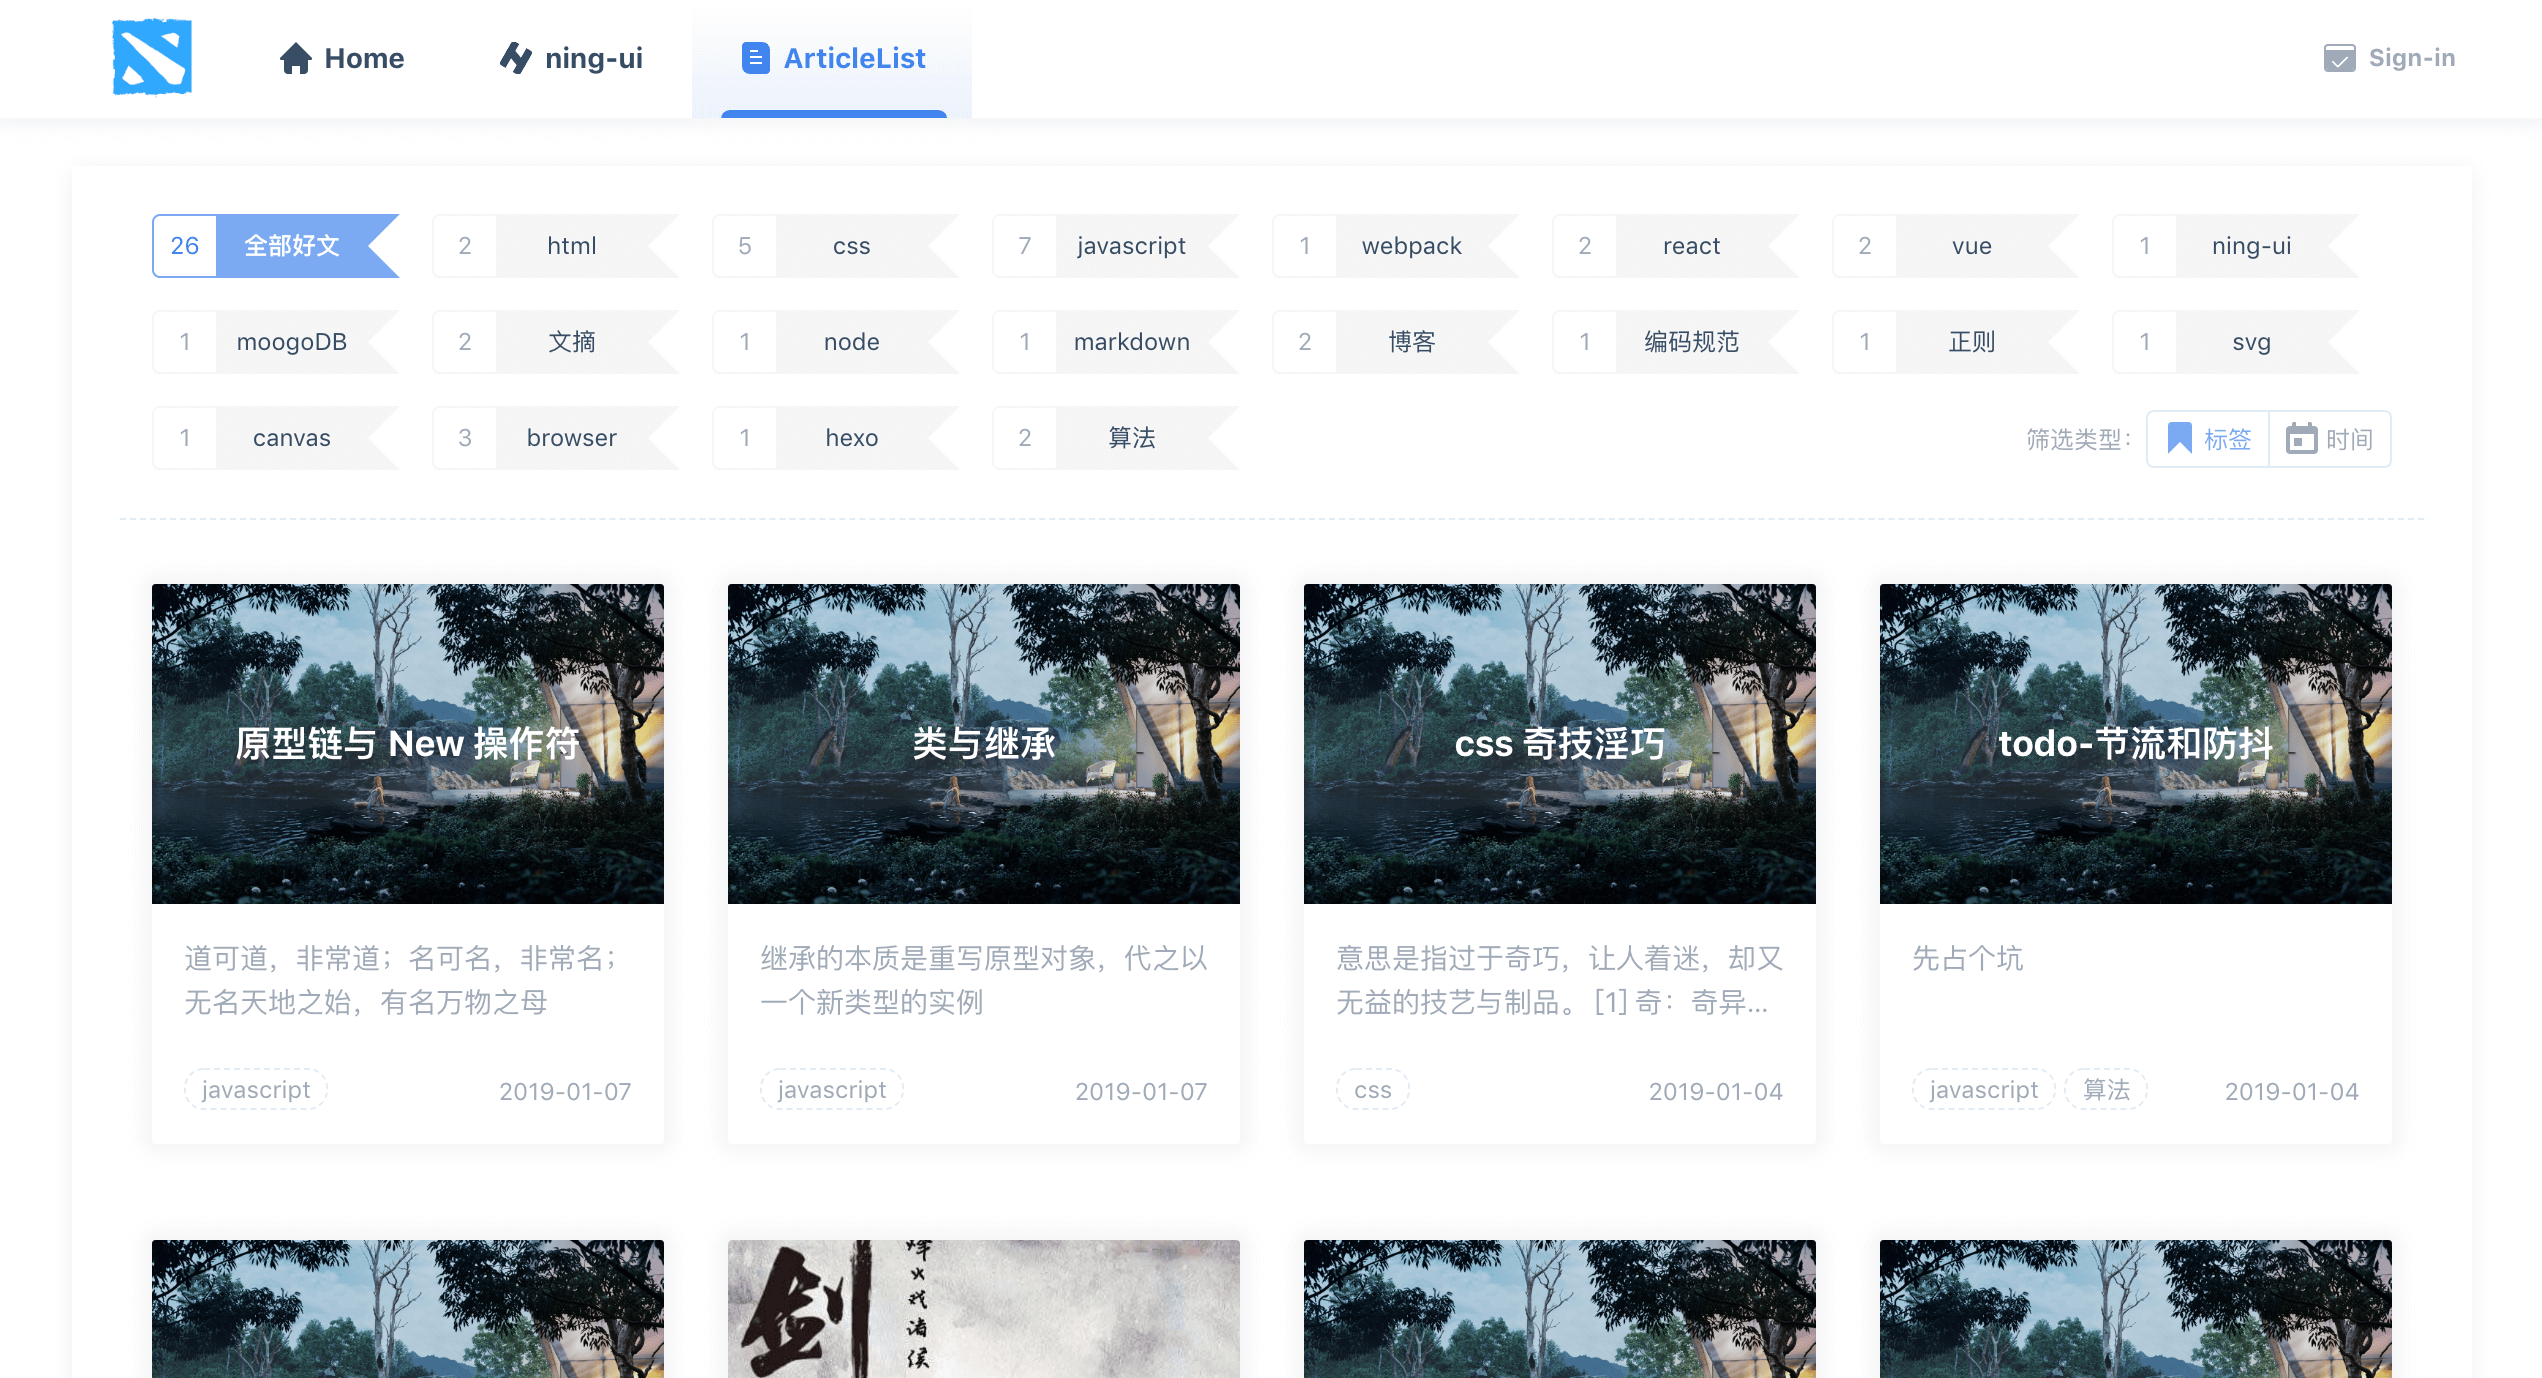 Home
ning-ui
ArticleList
Sign-in
26 全部好文
2 html
5 css
7 javascript
1 webpack
2 react
2 vue
1 ning-ui
1 moogoDB
2 文摘
1 node
1 markdown
2 博客
1 编码规范
1 正则
1 svg
1 canvas
3 browser
1 hexo
2 算法
筛选类型：
标签
时间
原型链与 New 操作符
道可道，非常道；名可名，非常名；
无名天地之始，有名万物之母
javascript
2019-01-07
类与继承
继承的本质是重写原型对象，代之以
一个新类型的实例
javascript
2019-01-07
css 奇技淫巧
意思是指过于奇巧，让人着迷，却又
无益的技艺与制品。 [1] 奇：奇异...
css
2019-01-04
todo-节流和防抖
先占个坑
javascript
算法
2019-01-04
剑
烽火戏诸侯